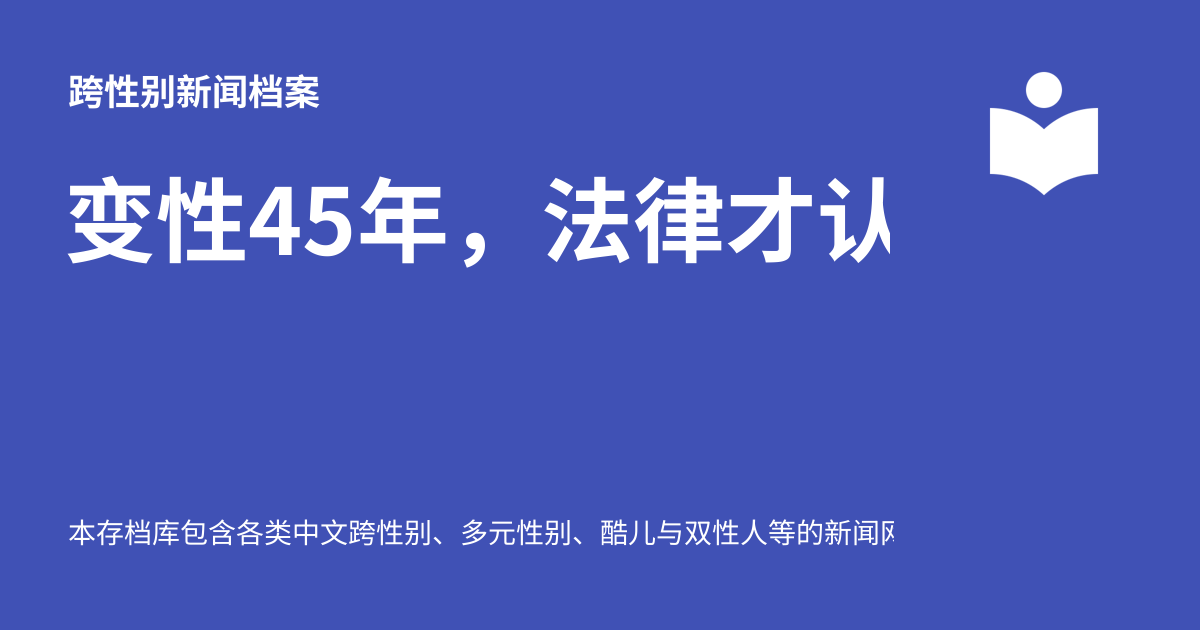 跨性别新闻档案
变性45年，法律才认
本存档库包含各类中文跨性别、多元性别、酷儿与双性人等的新闻网